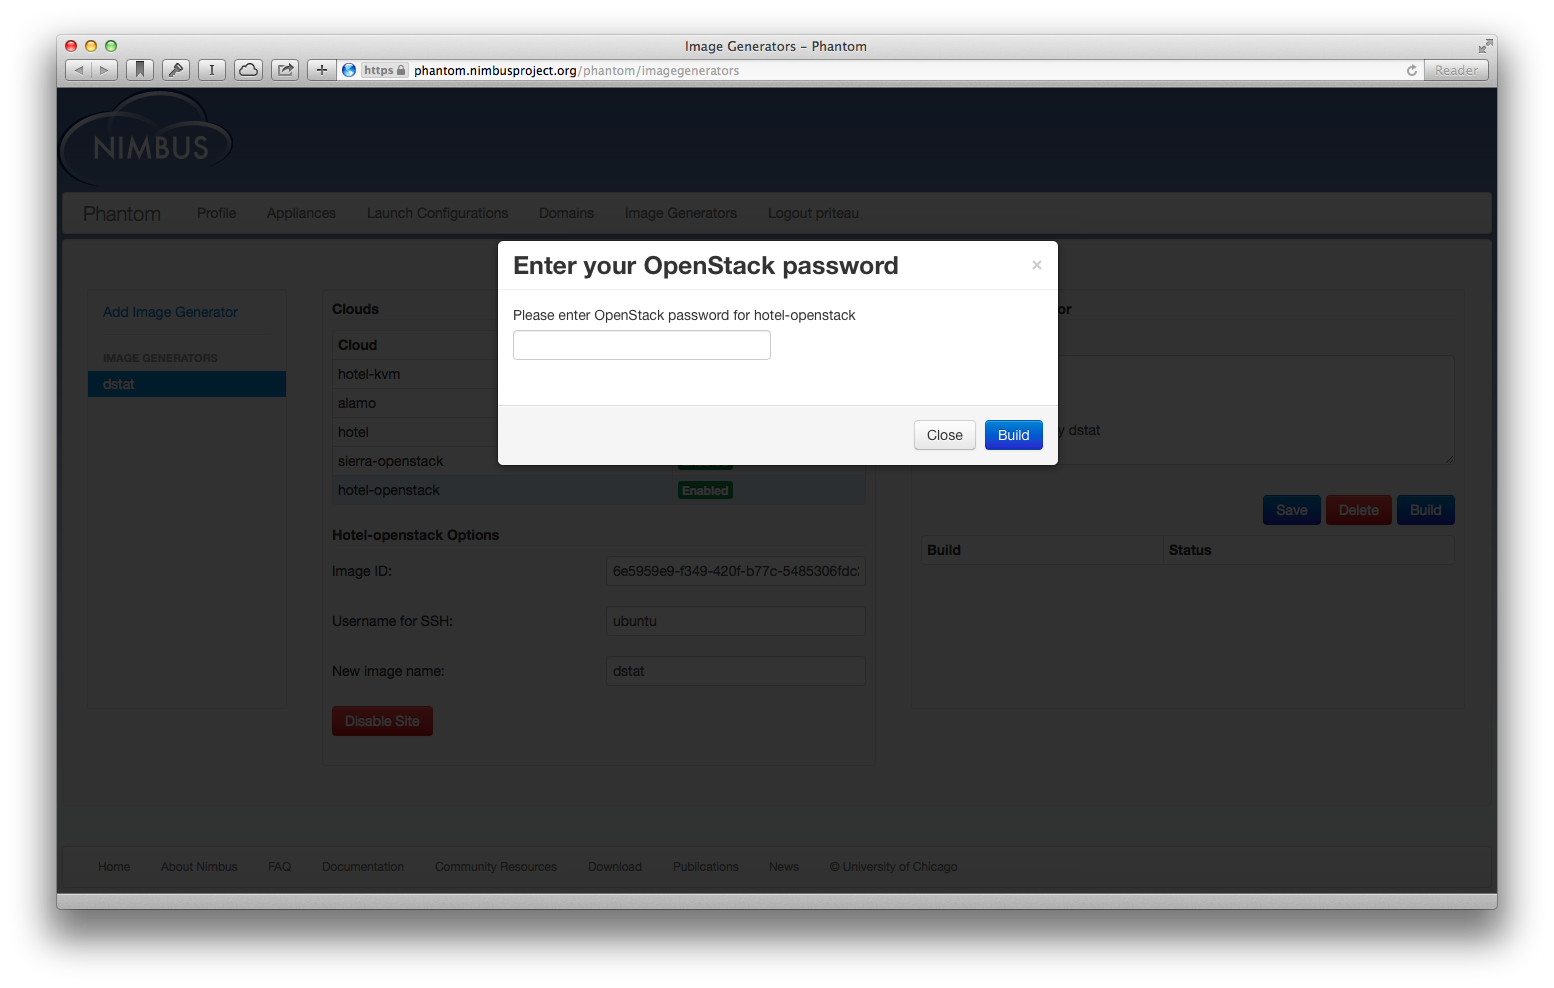 Image Generators – Phantom
https phantom.nimbusproject.org/phantom/imagegenerators Reader
NIMBUS
Phantom Profile Appliances Launch Configurations Domains Image Generators Logout priteau
Enter your OpenStack password ×
Please enter OpenStack password for hotel-openstack
Close Build
Add Image Generator
IMAGE GENERATORS
dstat
Clouds
Cloud
hotel-kvm
alamo
hotel
sierra-openstack
hotel-openstack Enabled
Hotel-openstack Options
Image ID: 6e5959e9-f349-420f-b77c-5485306fdc
Username for SSH: ubuntu
New image name: dstat
Disable Site
or
y dstat
Save Delete Build
Build Status
Home About Nimbus FAQ Documentation Community Resources Download Publications News © University of Chicago